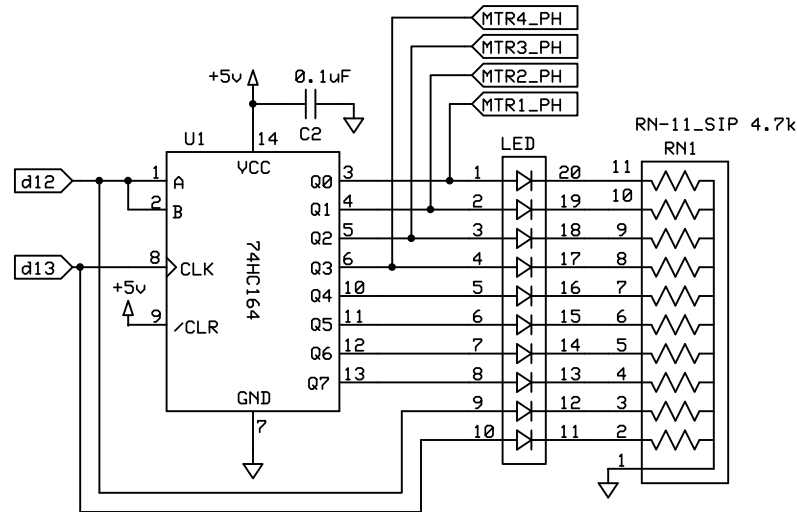 MTR4_PH
MTR3_PH
MTR2_PH
MTR1_PH
+5v
0.1uF
C2
RN-11_SIP 4.7k
RN1
LED
U1
14
VCC
d12
1
A
2
B
d13
8
CLK
+5v
9
/CLR
74HC164
GND
7
Q0 3
Q1 4
Q2 5
Q3 6
Q4 10
Q5 11
Q6 12
Q7 13
1 20 11
2 19 10
3 18 9
4 17 8
5 16 7
6 15 6
7 14 5
8 13 4
9 12 3
10 11 2
1